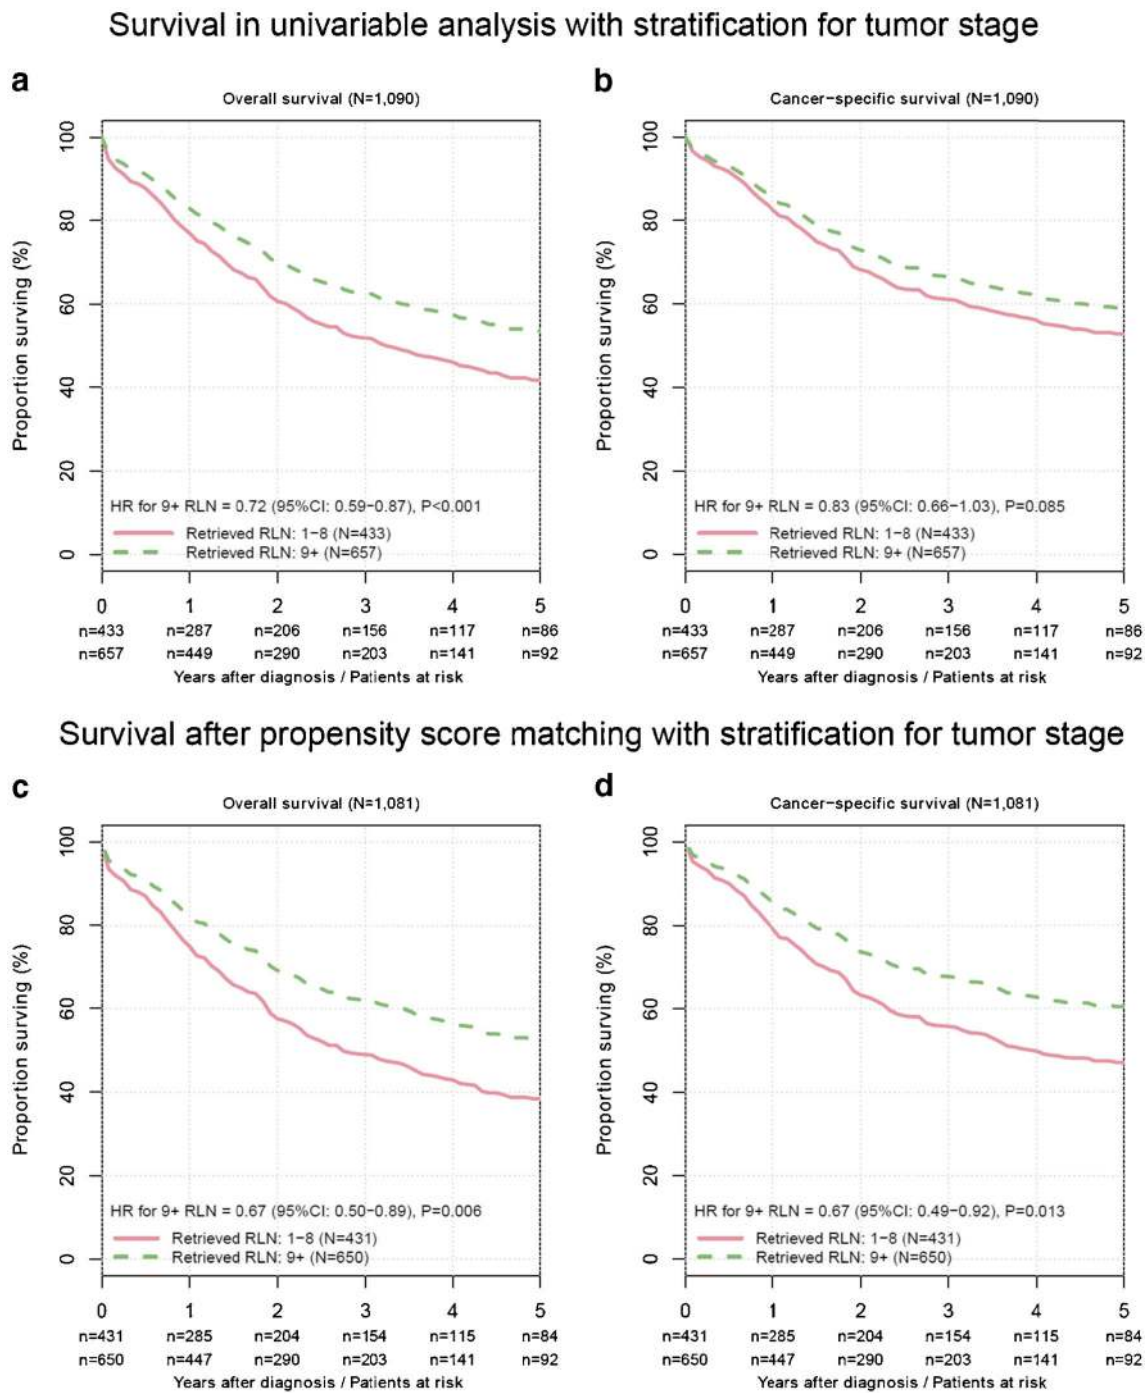 Survival in univariable analysis with stratification for tumor stage
a
Overall survival (N=1,090)
Proportion surving (%)
100
80
60
40
20
0
HR for 9+ RLN = 0.72 (95%CI: 0.59−0.87), P<0.001
Retrieved RLN: 1−8 (N=433)
Retrieved RLN: 9+ (N=657)
0 1 2 3 4 5
n=433 n=287 n=206 n=156 n=117 n=86
n=657 n=449 n=290 n=203 n=141 n=92
Years after diagnosis / Patients at risk
b
Cancer−specific survival (N=1,090)
Proportion surving (%)
100
80
60
40
20
0
HR for 9+ RLN = 0.83 (95%CI: 0.66−1.03), P=0.085
Retrieved RLN: 1−8 (N=433)
Retrieved RLN: 9+ (N=657)
0 1 2 3 4 5
n=433 n=287 n=206 n=156 n=117 n=86
n=657 n=449 n=290 n=203 n=141 n=92
Years after diagnosis / Patients at risk
Survival after propensity score matching with stratification for tumor stage
c
Overall survival (N=1,081)
Proportion surving (%)
100
80
60
40
20
0
HR for 9+ RLN = 0.67 (95%CI: 0.50−0.89), P=0.006
Retrieved RLN: 1−8 (N=431)
Retrieved RLN: 9+ (N=650)
0 1 2 3 4 5
n=431 n=285 n=204 n=154 n=115 n=84
n=650 n=447 n=290 n=203 n=141 n=92
Years after diagnosis / Patients at risk
d
Cancer−specific survival (N=1,081)
Proportion surving (%)
100
80
60
40
20
0
HR for 9+ RLN = 0.67 (95%CI: 0.49−0.92), P=0.013
Retrieved RLN: 1−8 (N=431)
Retrieved RLN: 9+ (N=650)
0 1 2 3 4 5
n=431 n=285 n=204 n=154 n=115 n=84
n=650 n=447 n=290 n=203 n=141 n=92
Years after diagnosis / Patients at risk